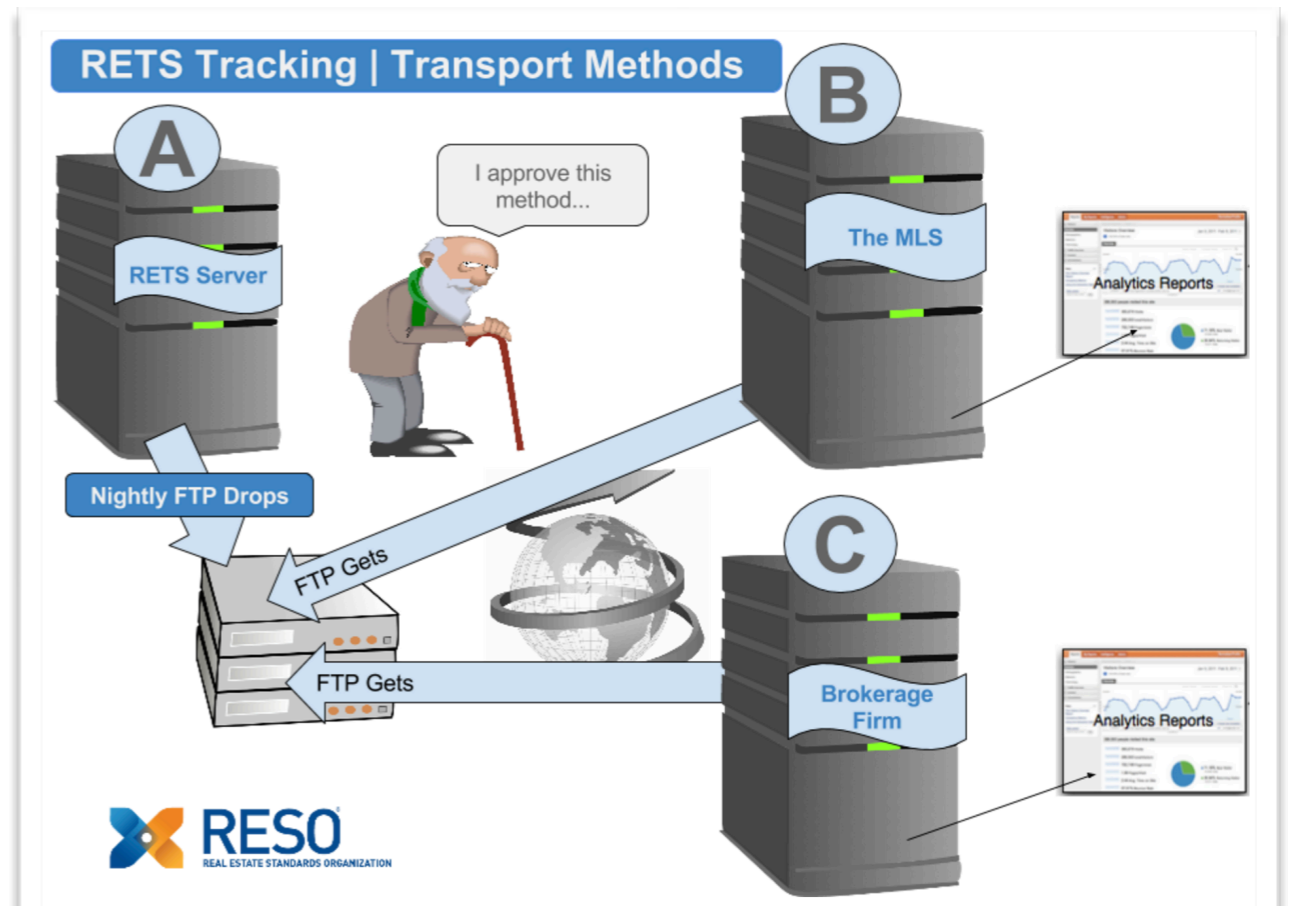 RETS Tracking | Transport Methods
A
B
I approve this
method...
RETS Server
The MLS
Analytics Reports
Nightly FTP Drops
FTP Gets
C
FTP Gets
Brokerage
Firm
Analytics Reports
RESO
REAL ESTATE STANDARDS ORGANIZATION